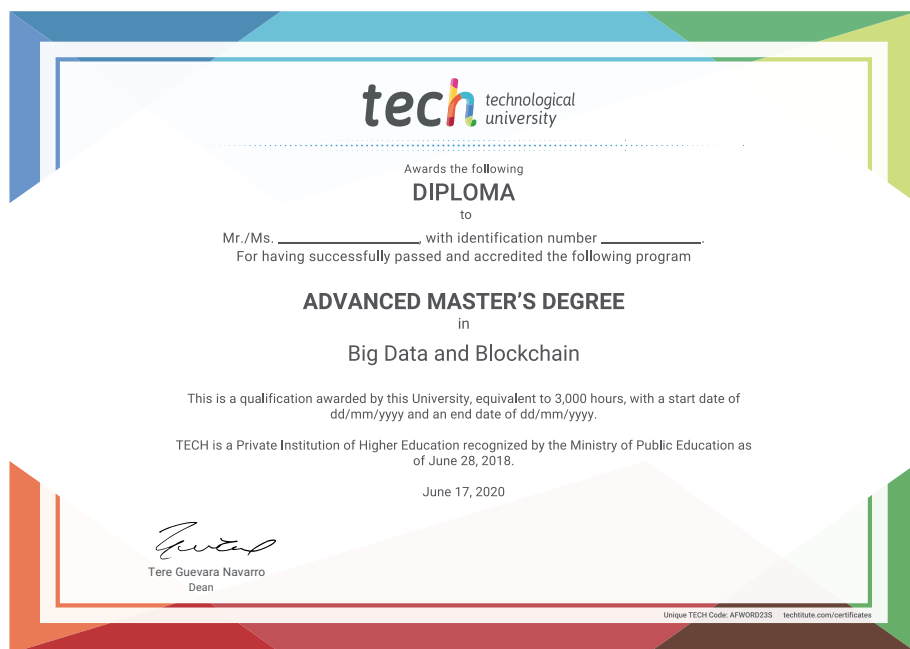 tech technological
university
Awards the following
DIPLOMA
to
Mr./Ms. ____________________, with identification number ______________.
For having successfully passed and accredited the following program
ADVANCED MASTER'S DEGREE
in
Big Data and Blockchain
This is a qualification awarded by this University, equivalent to 3,000 hours, with a start date of
dd/mm/yyyy and an end date of dd/mm/yyyy.
TECH is a Private Institution of Higher Education recognized by the Ministry of Public Education as
of June 28, 2018.
June 17, 2020
Tere Guevara Navarro
Dean
Unique TECH Code: AFWORD23S techtitute.com/certificates